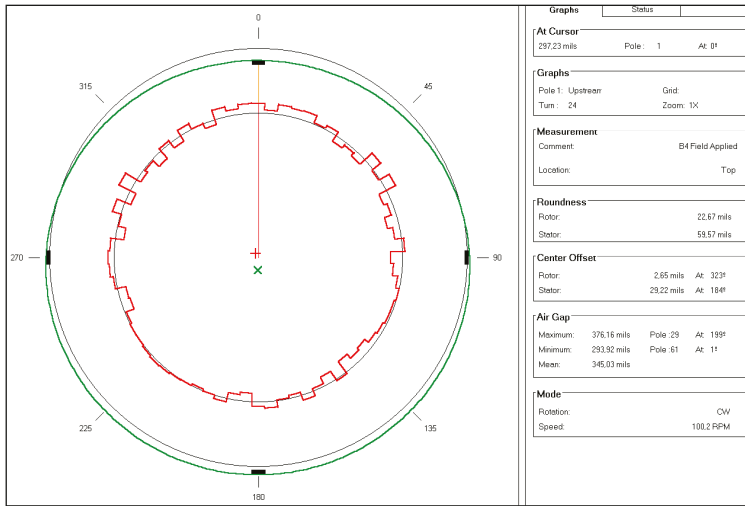 Graphs Status
0
45
90
135
180
225
270
315
At Cursor
297,23 mils Pole: 1 At: 0º
Graphs
Pole 1: Upstream Grid:
Turn: 24 Zoom: 1X
Measurement
Comment: B4 Field Applied
Location: Top
Roundness
Rotor: 22,67 mils
Stator: 59,57 mils
Center Offset
Rotor: 2,65 mils At: 323º
Stator: 29,22 mils At: 184º
Air Gap
Maximum: 376,16 mils Pole :29 At: 199º
Minimum: 293,92 mils Pole :61 At: 1º
Mean: 345,03 mils
Mode
Rotation: CW
Speed: 100,2 RPM